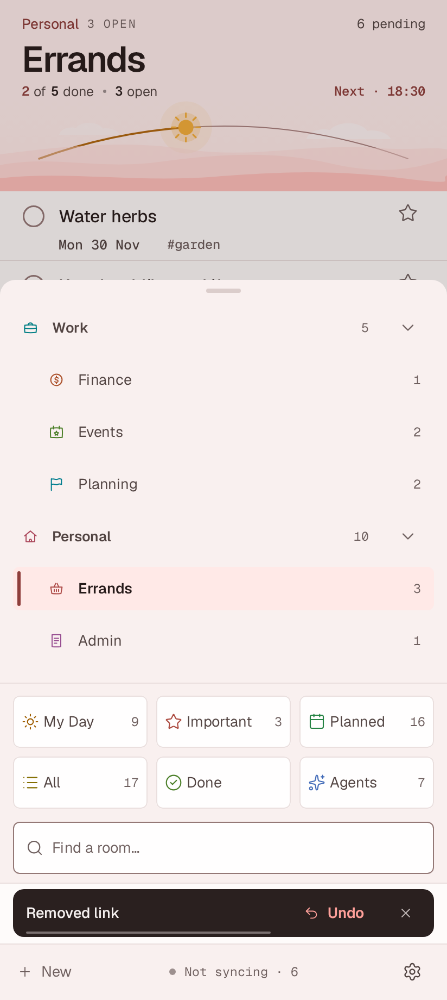 Personal 3 OPEN 6 pending
Errands
2 of 5 done • 3 open Next · 18:30
Water herbs
Mon 30 Nov #garden
Work 5
Finance 1
Events 2
Planning 2
Personal 10
Errands 3
Admin 1
My Day 9 Important 3 Planned 16
All 17 Done Agents 7
Find a room…
Removed link Undo
New Not syncing · 6